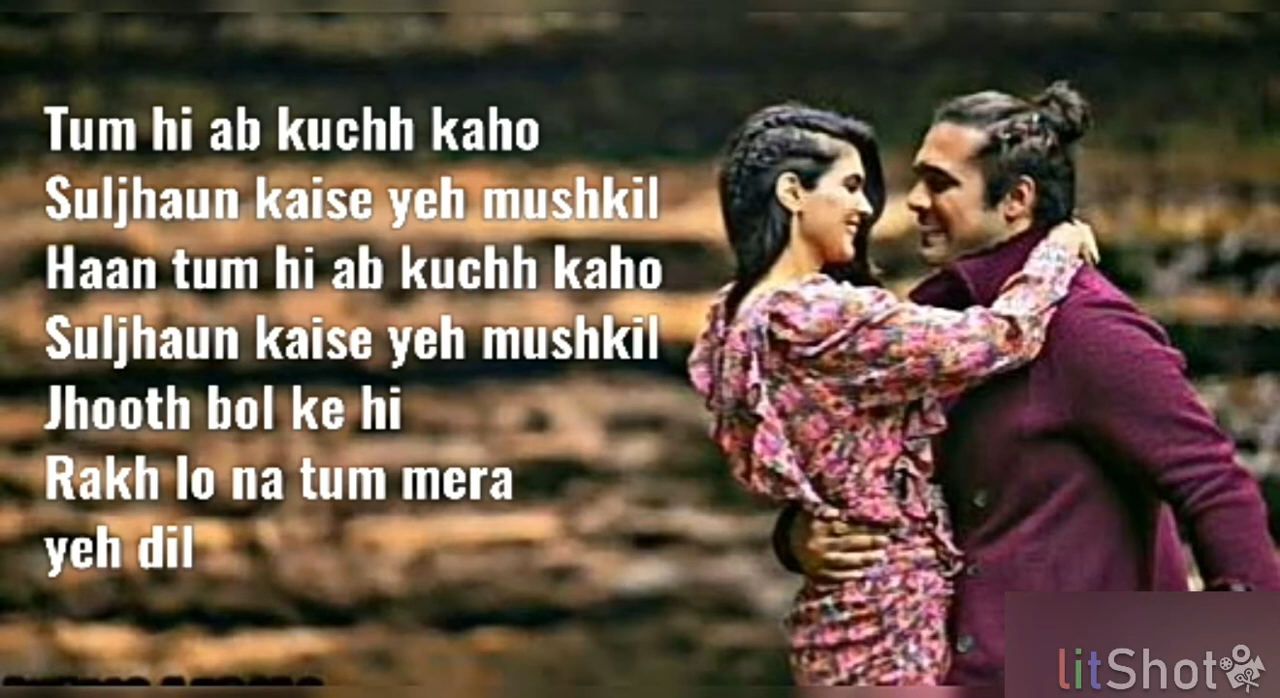 Tum hi ab kuchh kaho
Suljhaun kaise yeh mushkil
Haan tum hi ab kuchh kaho
Suljhaun kaise yeh mushkil
Jhooth bol ke hi
Rakh lo na tum mera
yeh dil
litShot